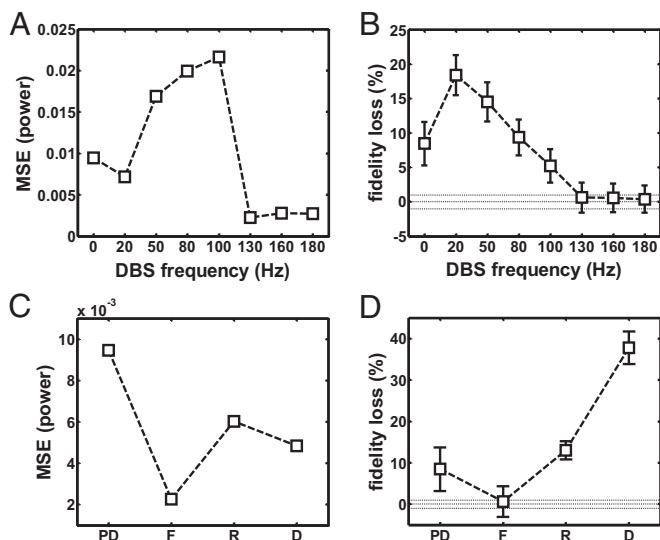 A
MSE (power)
0.025
0.02
0.015
0.01
0.005
0
0 20 50 80 100 130 160 180
DBS frequency (Hz)
B
fidelity loss (%)
25
20
15
10
5
0
-5
0 20 50 80 100 130 160 180
DBS frequency (Hz)
C
x 10⁻³
MSE (power)
10
8
6
4
2
PD F R D
D
fidelity loss (%)
40
30
20
10
0
PD F R D